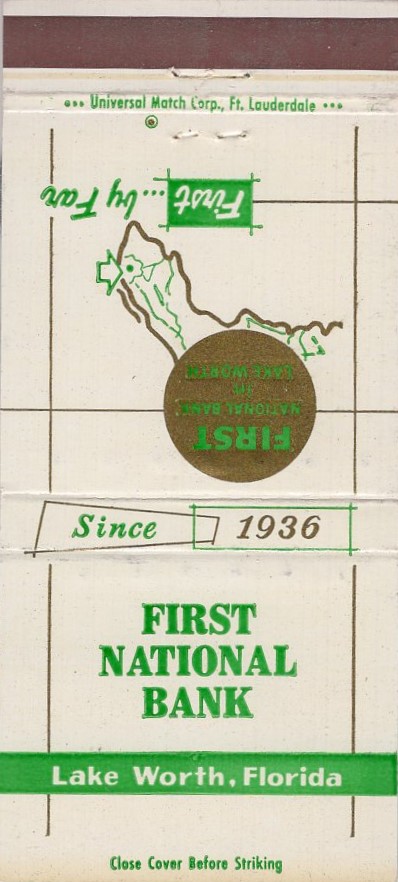 ••• Universal Match Corp., Ft. Lauderdale •••
First... by Far
FIRST
NATIONAL BANK
IN
LAKE WORTH
Since 1936
FIRST
NATIONAL
BANK
Lake Worth, Florida
Close Cover Before Striking